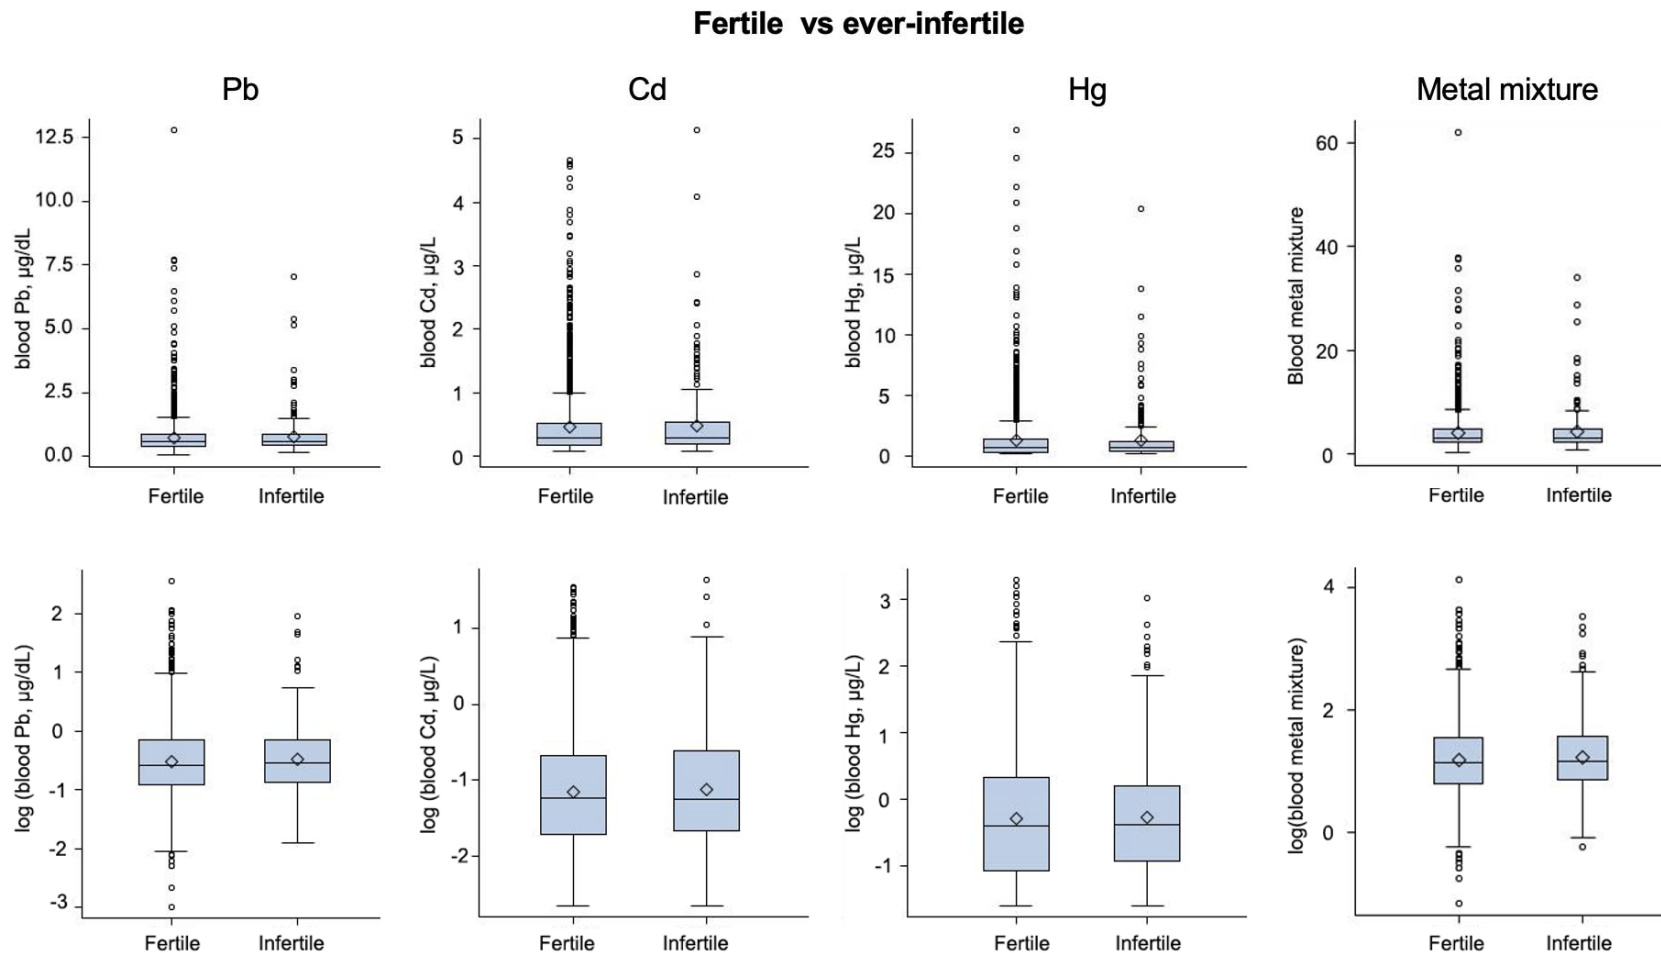 Fertile  vs ever-infertile
Pb
Cd
Hg
Metal mixture
blood Pb, µg/dL
12.5
10.0
7.5
5.0
2.5
0.0
Fertile
Infertile
blood Cd, µg/L
5
4
3
2
1
0
Fertile
Infertile
blood Hg, µg/L
25
20
15
10
5
0
Fertile
Infertile
Blood metal mixture
60
40
20
0
Fertile
Infertile
log (blood Pb, µg/dL)
2
1
0
-1
-2
-3
Fertile
Infertile
log (blood Cd, µg/L)
1
0
-1
-2
Fertile
Infertile
log (blood Hg, µg/L)
3
2
1
0
-1
Fertile
Infertile
log(blood metal mixture)
4
2
0
Fertile
Infertile